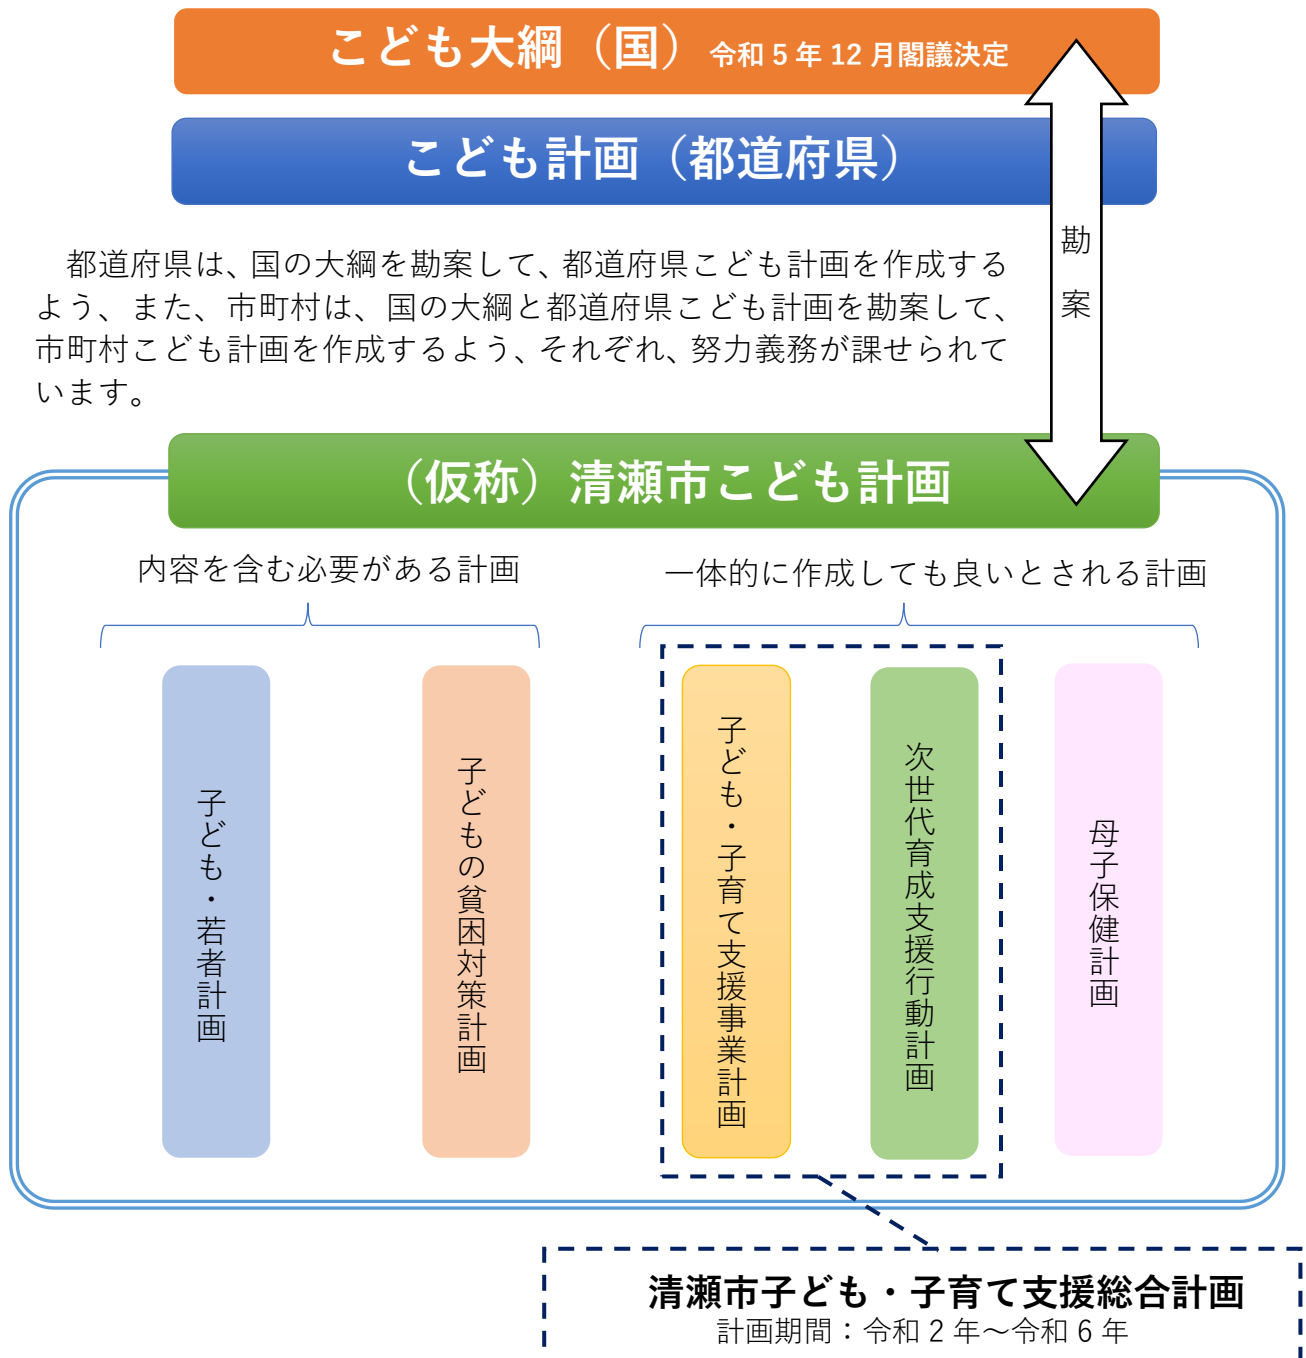 こども大綱（国） 令和5年12月閣議決定
こども計画（都道府県）
勘案
都道府県は、国の大綱を勘案して、都道府県こども計画を作成する
よう、また、市町村は、国の大綱と都道府県こども計画を勘案して、
市町村こども計画を作成するよう、それぞれ、努力義務が課せられて
います。
（仮称）清瀬市こども計画
内容を含む必要がある計画
一体的に作成しても良いとされる計画
子ども・若者計画
子どもの貧困対策計画
子ども・子育て支援事業計画
次世代育成支援行動計画
母子保健計画
清瀬市子ども・子育て支援総合計画
計画期間：令和2年～令和6年